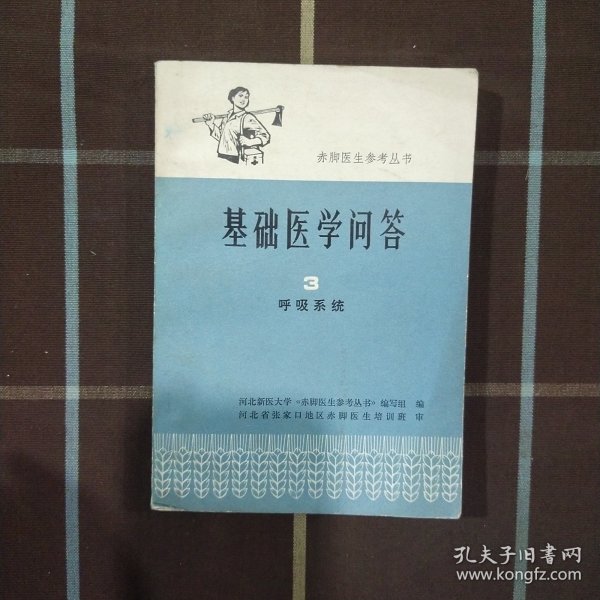 赤脚医生参考丛书
基础医学问答
3
呼吸系统
河北新医大学《赤脚医生参考丛书》编写组 编
河北省张家口地区赤脚医生培训班 审
孔夫子旧书网
www.kongfz.com